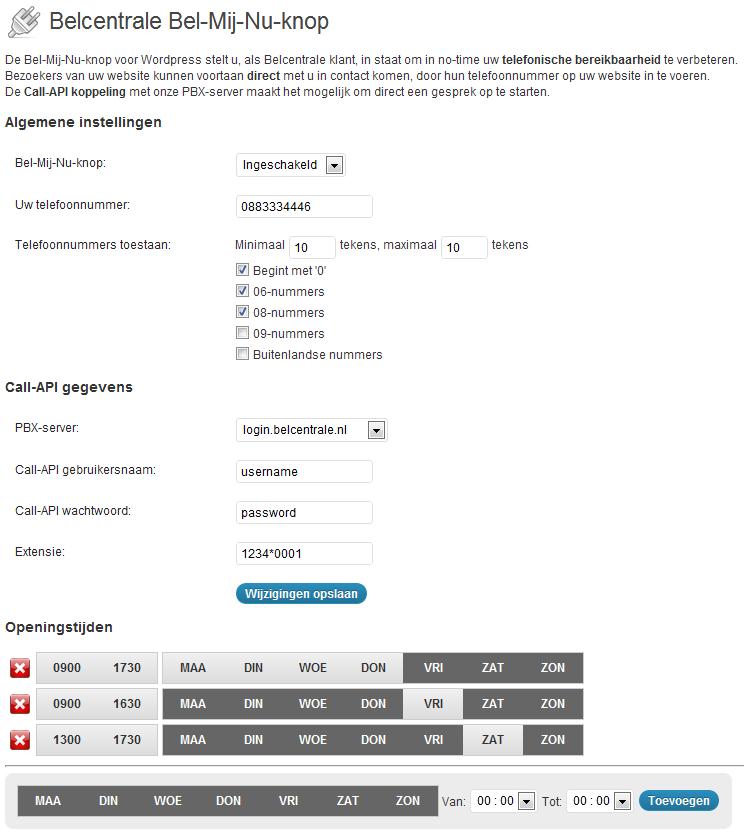 Belcentrale Bel-Mij-Nu-knop
De Bel-Mij-Nu-knop voor Wordpress stelt u, als Belcentrale klant, in staat om in no-time uw telefonische bereikbaarheid te verbeteren.
Bezoekers van uw website kunnen voortaan direct met u in contact komen, door hun telefoonnummer op uw website in te voeren.
De Call-API koppeling met onze PBX-server maakt het mogelijk om direct een gesprek op te starten.
Algemene instellingen
Bel-Mij-Nu-knop: Ingeschakeld
Uw telefoonnummer: 0883334446
Telefoonnummers toestaan: Minimaal 10 tekens, maximaal 10 tekens
Begint met '0'
06-nummers
08-nummers
09-nummers
Buitenlandse nummers
Call-API gegevens
PBX-server: login.belcentrale.nl
Call-API gebruikersnaam: username
Call-API wachtwoord: password
Extensie: 1234*0001
Wijzigingen opslaan
Openingstijden
0900 1730 MAA DIN WOE DON VRI ZAT ZON
0900 1630 MAA DIN WOE DON VRI ZAT ZON
1300 1730 MAA DIN WOE DON VRI ZAT ZON
MAA DIN WOE DON VRI ZAT ZON Van: 00 : 00 Tot: 00 : 00 Toevoegen